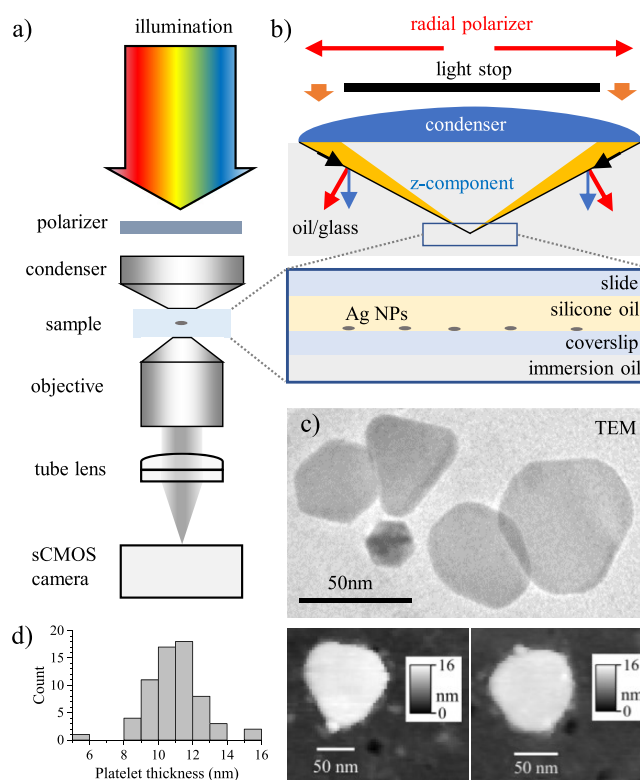 a)
illumination
polarizer
condenser
sample
objective
tube lens
sCMOS
camera
b)
radial polarizer
light stop
condenser
z-component
oil/glass
slide
Ag NPs
silicone oil
coverslip
immersion oil
c)
TEM
50nm
d)
20
10
0
Count
6 8 10 12 14 16
Platelet thickness (nm)
16
nm
0
50 nm
16
nm
0
50 nm